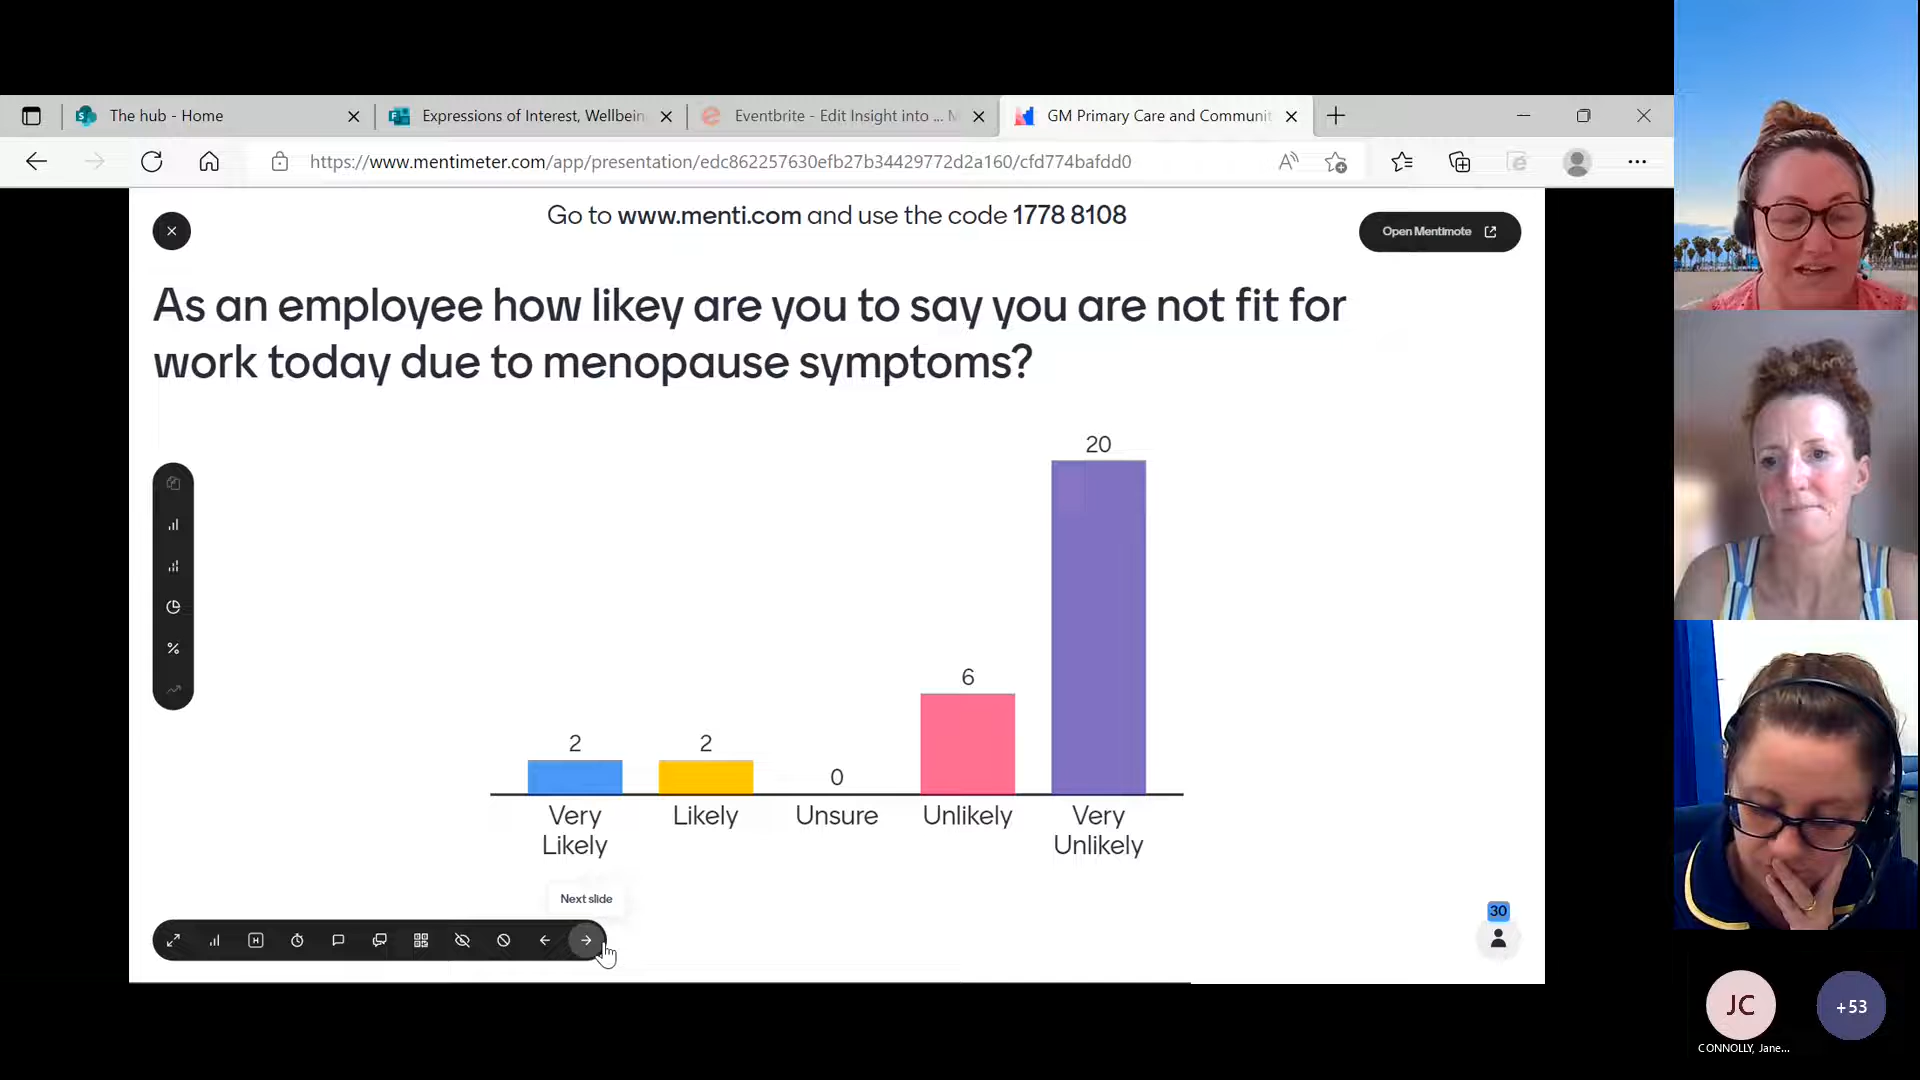 The hub - Home
Expressions of Interest, Wellbein
Eventbrite - Edit Insight into ... M
GM Primary Care and Communit
https://www.mentimeter.com/app/presentation/edc862257630efb27b34429772d2a160/cfd774bafdd0
Go to www.menti.com and use the code 1778 8108
Open Mentimote
As an employee how likey are you to say you are not fit for
work today due to menopause symptoms?
20
6
2
2
0
Very
Likely
Likely
Unsure
Unlikely
Very
Unlikely
Next slide
30
JC
+53
CONNOLLY, Jane...